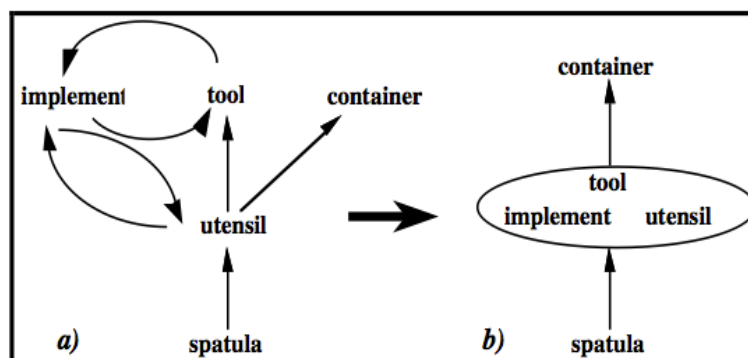 implement tool container
utensil
a) spatula
container
tool
implement utensil
b) spatula